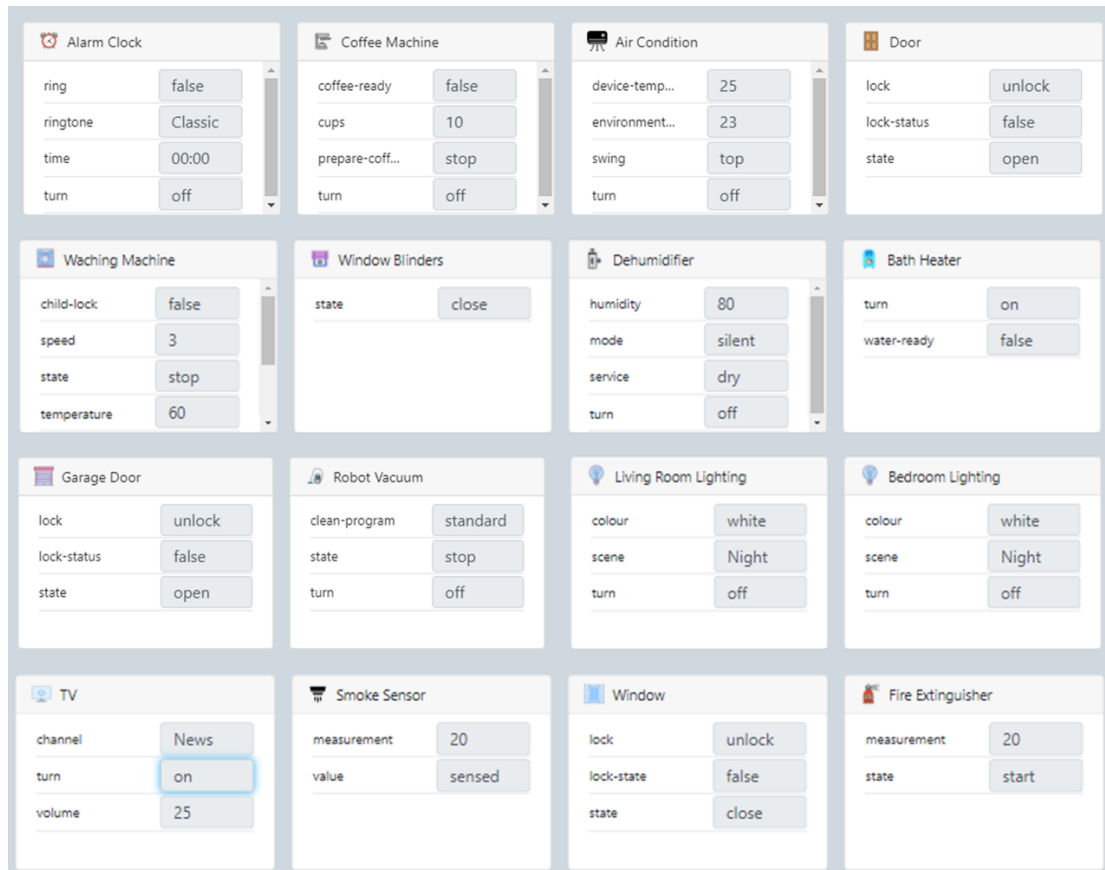 Alarm Clock
ring false
ringtone Classic
time 00:00
turn off
Coffee Machine
coffee-ready false
cups 10
prepare-coff... stop
turn off
Air Condition
device-temp... 25
environment... 23
swing top
turn off
Door
lock unlock
lock-status false
state open
Waching Machine
child-lock false
speed 3
state stop
temperature 60
Window Blinders
state close
Dehumidifier
humidity 80
mode silent
service dry
turn off
Bath Heater
turn on
water-ready false
Garage Door
lock unlock
lock-status false
state open
Robot Vacuum
clean-program standard
state stop
turn off
Living Room Lighting
colour white
scene Night
turn off
Bedroom Lighting
colour white
scene Night
turn off
TV
channel News
turn on
volume 25
Smoke Sensor
measurement 20
value sensed
Window
lock unlock
lock-state false
state close
Fire Extinguisher
measurement 20
state start